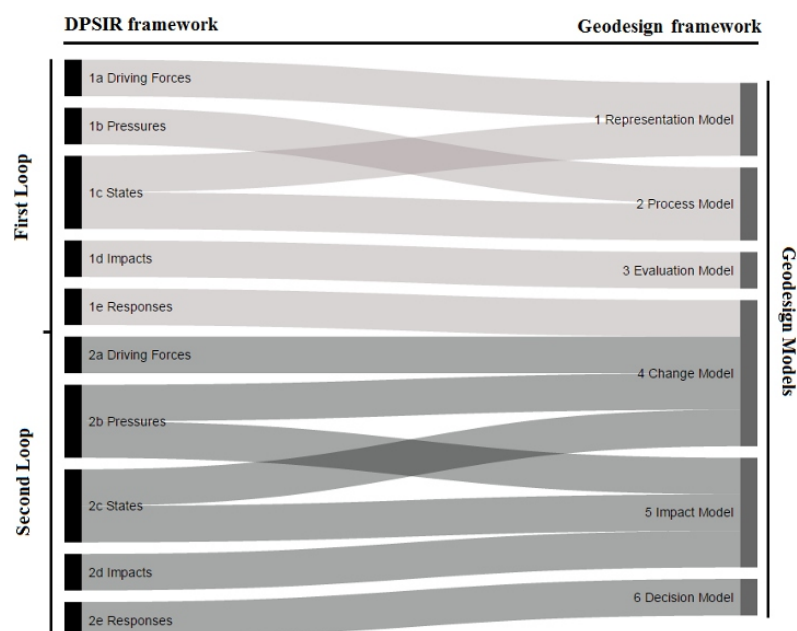 DPSIR framework
Geodesign framework
First Loop
Second Loop
1a Driving Forces
1b Pressures
1c States
1d Impacts
1e Responses
2a Driving Forces
2b Pressures
2c States
2d Impacts
2e Responses
1 Representation Model
2 Process Model
3 Evaluation Model
4 Change Model
5 Impact Model
6 Decision Model
Geodesign Models